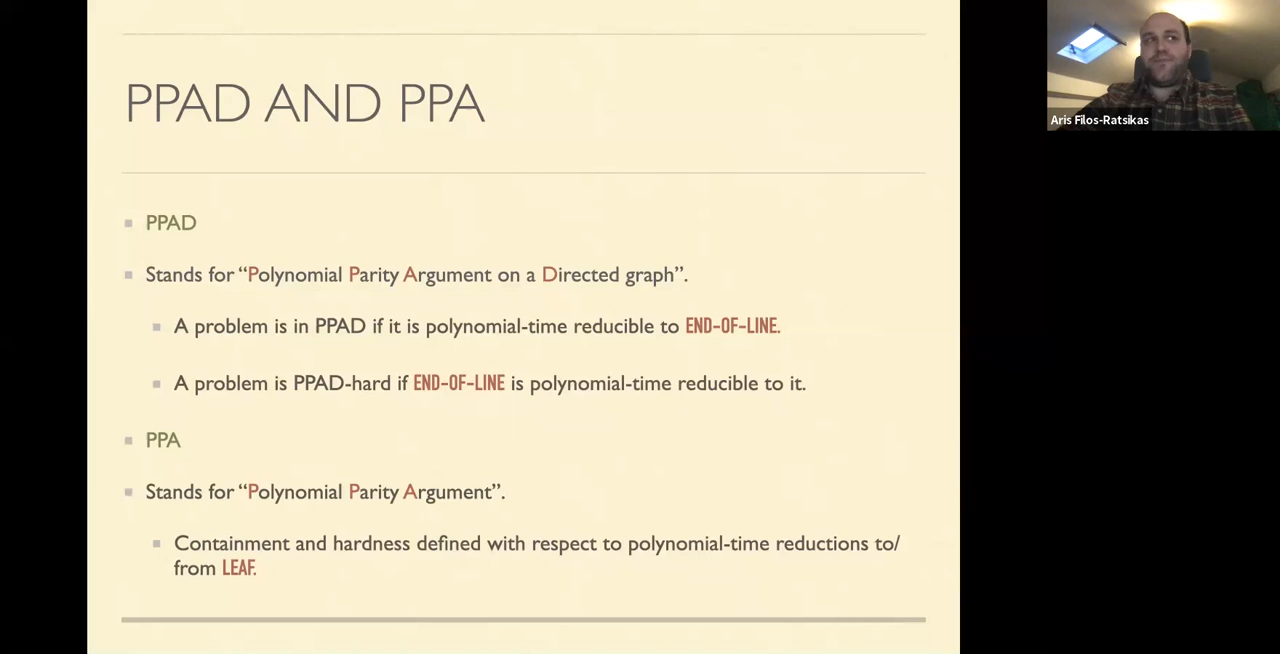 PPAD AND PPA
Aris Filos-Ratsikas
PPAD
Stands for “Polynomial Parity Argument on a Directed graph”.
A problem is in PPAD if it is polynomial-time reducible to END-OF-LINE.
A problem is PPAD-hard if END-OF-LINE is polynomial-time reducible to it.
PPA
Stands for “Polynomial Parity Argument”.
Containment and hardness defined with respect to polynomial-time reductions to/
from LEAF.